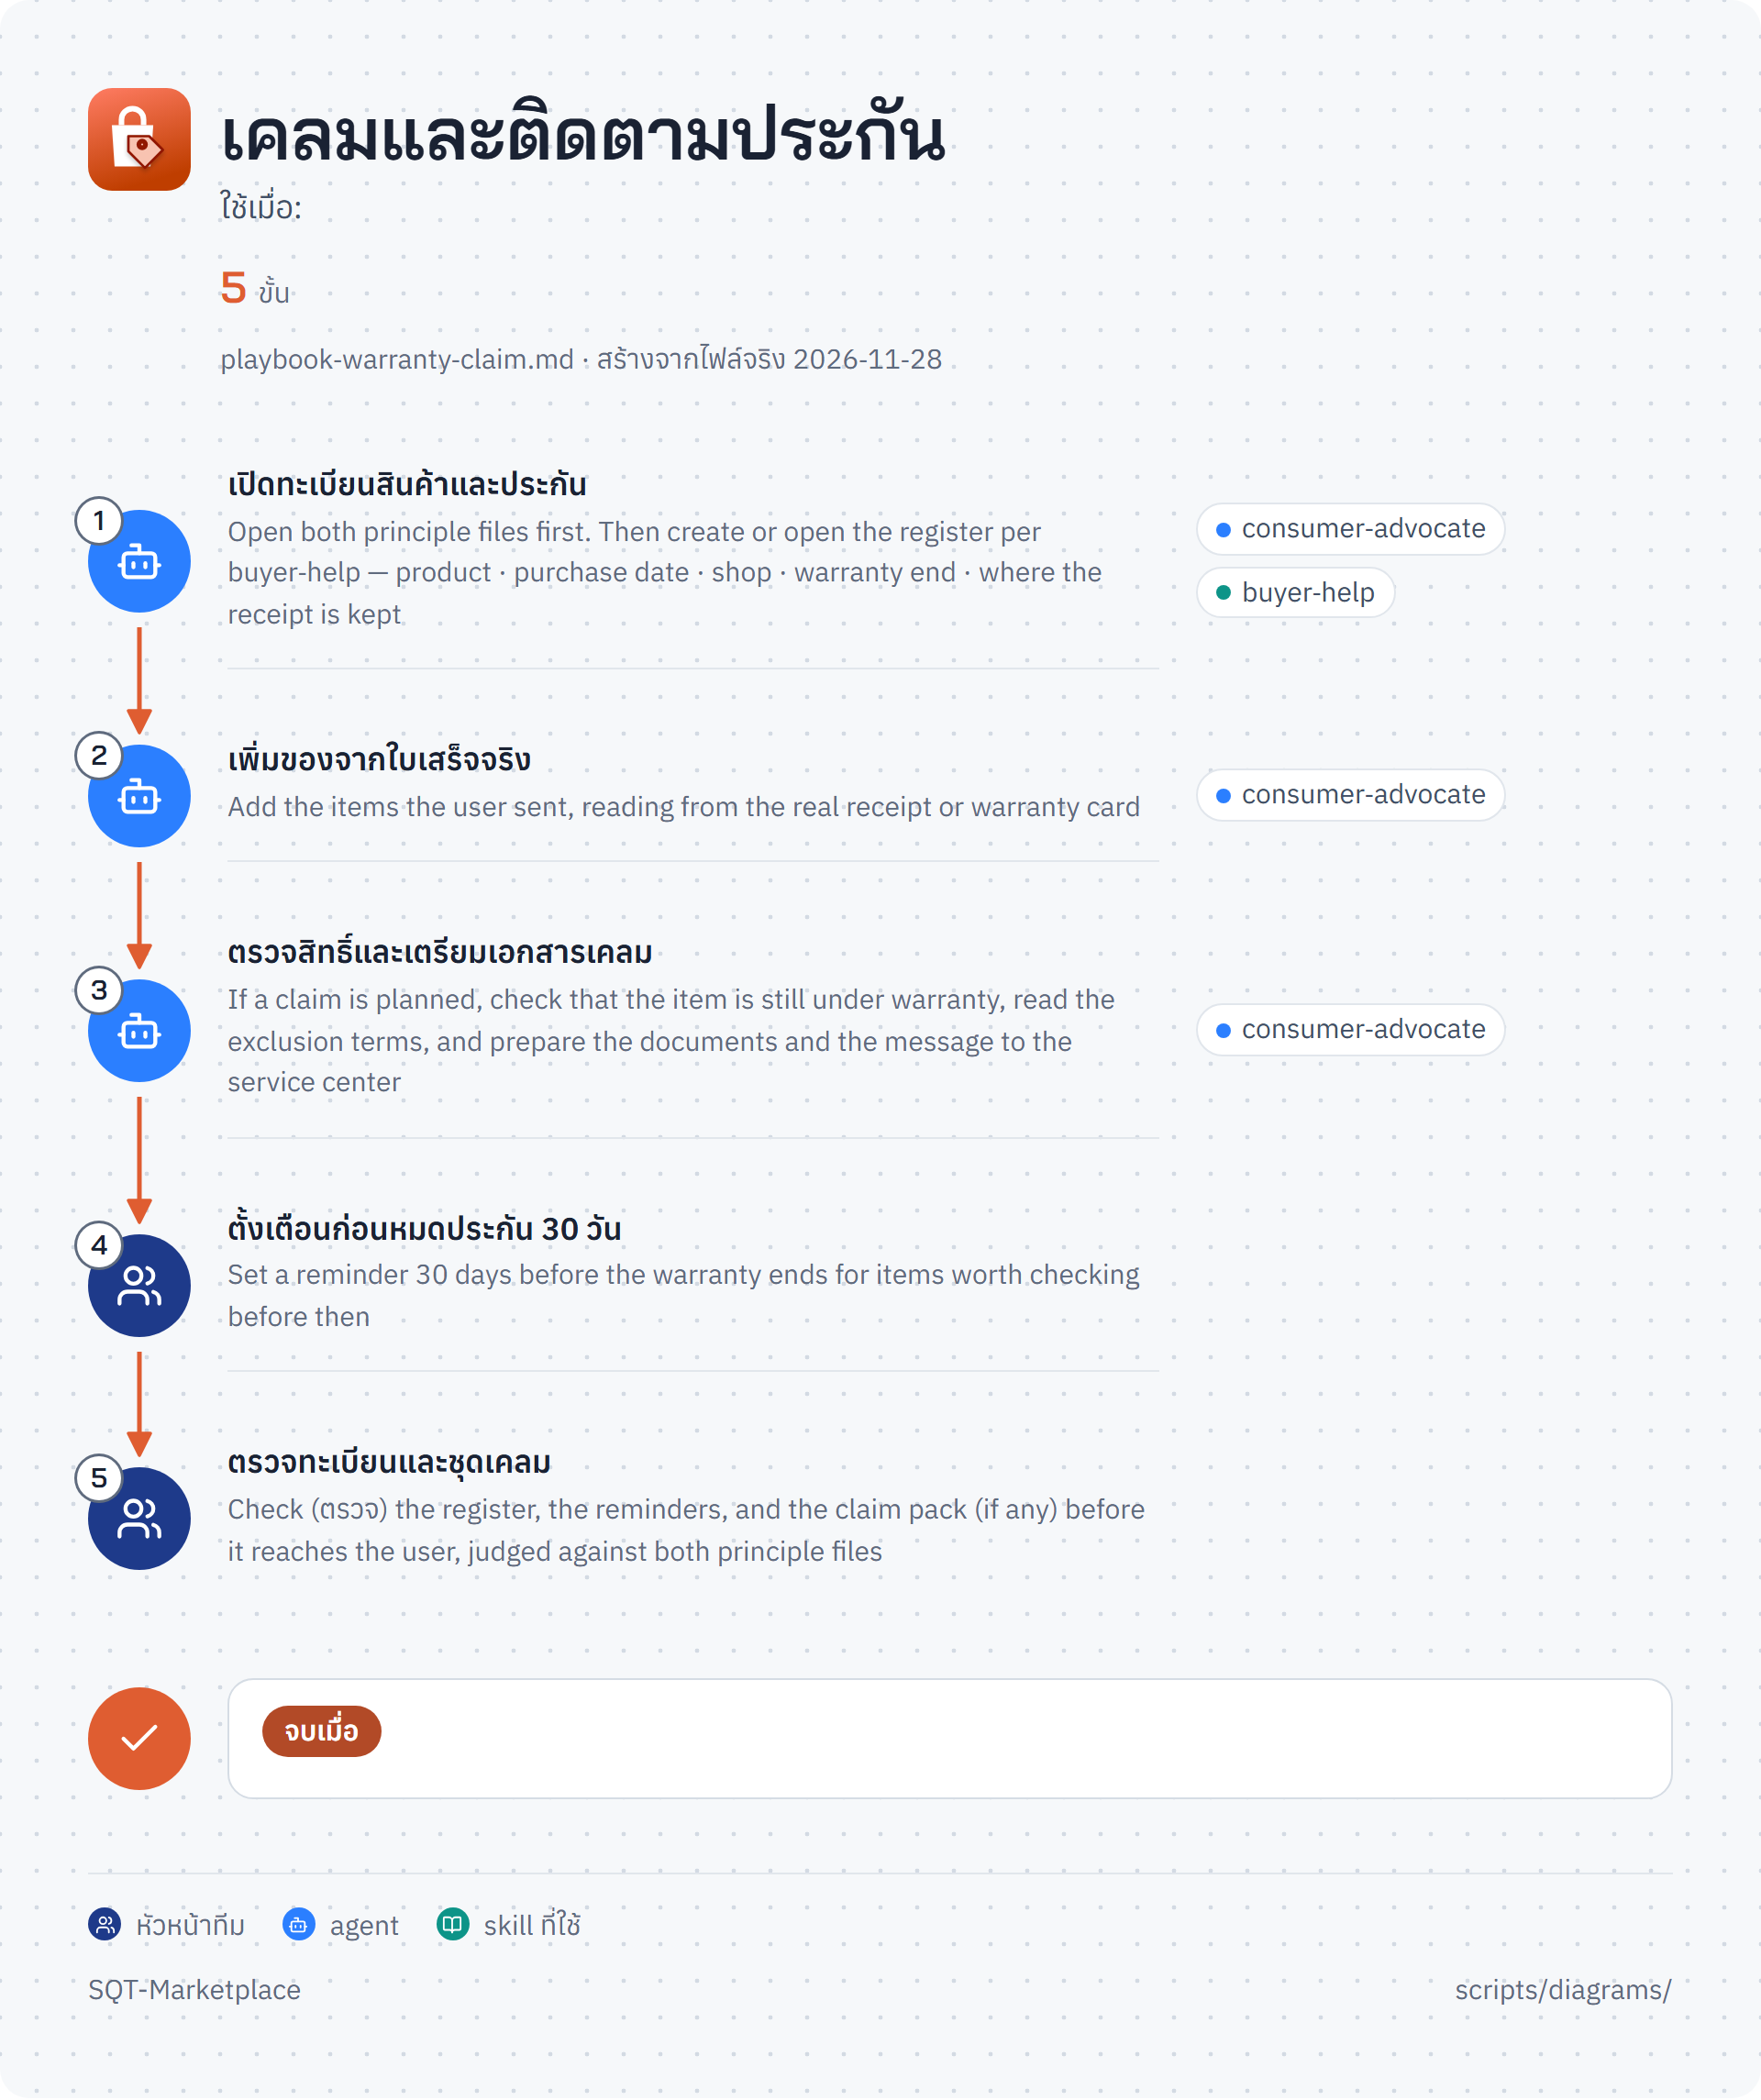 เคลมและติดตามประกัน
ใช้เมื่อ:
5 ขั้น
playbook-warranty-claim.md · สร้างจากไฟล์จริง 2026-11-28
1
เปิดทะเบียนสินค้าและประกัน
Open both principle files first. Then create or open the register per
buyer-help — product · purchase date · shop · warranty end · where the
receipt is kept
consumer-advocate
buyer-help
2
เพิ่มของจากใบเสร็จจริง
Add the items the user sent, reading from the real receipt or warranty card
consumer-advocate
3
ตรวจสิทธิ์และเตรียมเอกสารเคลม
If a claim is planned, check that the item is still under warranty, read the
exclusion terms, and prepare the documents and the message to the
service center
consumer-advocate
4
ตั้งเตือนก่อนหมดประกัน 30 วัน
Set a reminder 30 days before the warranty ends for items worth checking
before then
5
ตรวจทะเบียนและชุดเคลม
Check (ตรวจ) the register, the reminders, and the claim pack (if any) before
it reaches the user, judged against both principle files
จบเมื่อ
หัวหน้าทีม agent skill ที่ใช้
SQT-Marketplace scripts/diagrams/